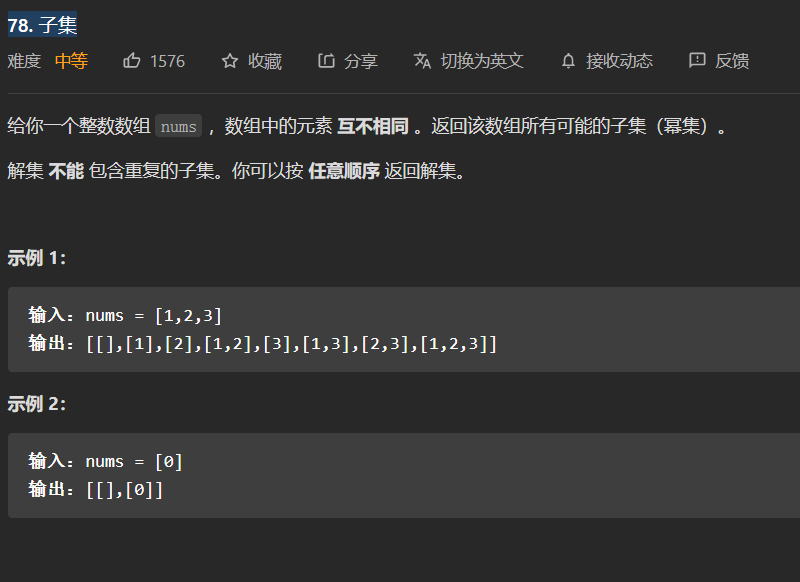 78. 子集
难度 中等 1576 收藏 分享 切换为英文 接收动态 反馈
给你一个整数数组 nums ，数组中的元素 互不相同 。返回该数组所有可能的子集（幂集）。
解集 不能 包含重复的子集。你可以按 任意顺序 返回解集。
示例 1：
输入：nums = [1,2,3]
输出：[[],[1],[2],[1,2],[3],[1,3],[2,3],[1,2,3]]
示例 2：
输入：nums = [0]
输出：[[],[0]]